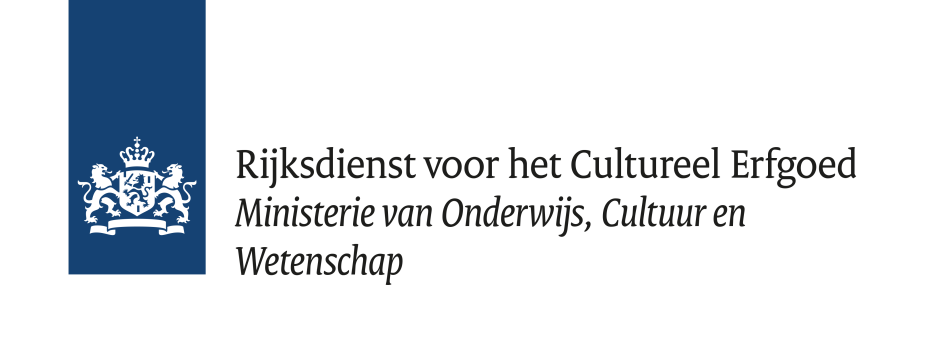 Rijksdienst voor het Cultureel Erfgoed
Ministerie van Onderwijs, Cultuur en
Wetenschap